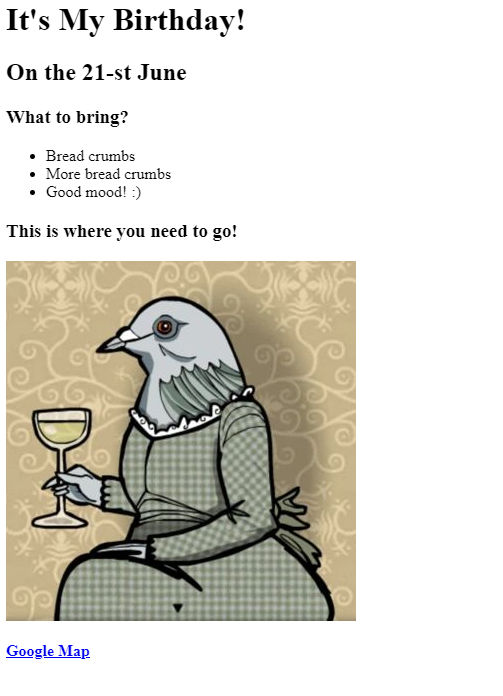 It's My Birthday!
On the 21-st June
What to bring?
Bread crumbs
More bread crumbs
Good mood! :)
This is where you need to go!
Google Map